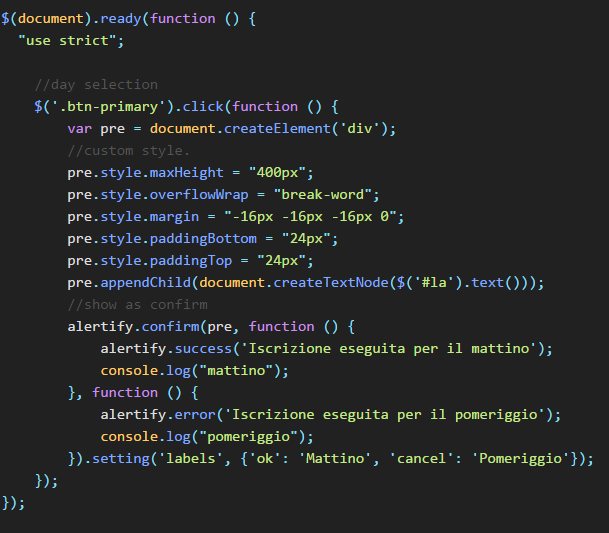 $(document).ready(function () {
"use strict";
//day selection
$('.btn-primary').click(function () {
var pre = document.createElement('div');
//custom style.
pre.style.maxHeight = "400px";
pre.style.overflowWrap = "break-word";
pre.style.margin = "-16px -16px -16px 0";
pre.style.paddingBottom = "24px";
pre.style.paddingTop = "24px";
pre.appendChild(document.createTextNode($('#la').text()));
//show as confirm
alertify.confirm(pre, function () {
alertify.success('Iscrizione eseguita per il mattino');
console.log("mattino");
}, function () {
alertify.error('Iscrizione eseguita per il pomeriggio');
console.log("pomeriggio");
}).setting('labels', {'ok': 'Mattino', 'cancel': 'Pomeriggio'});
});
});